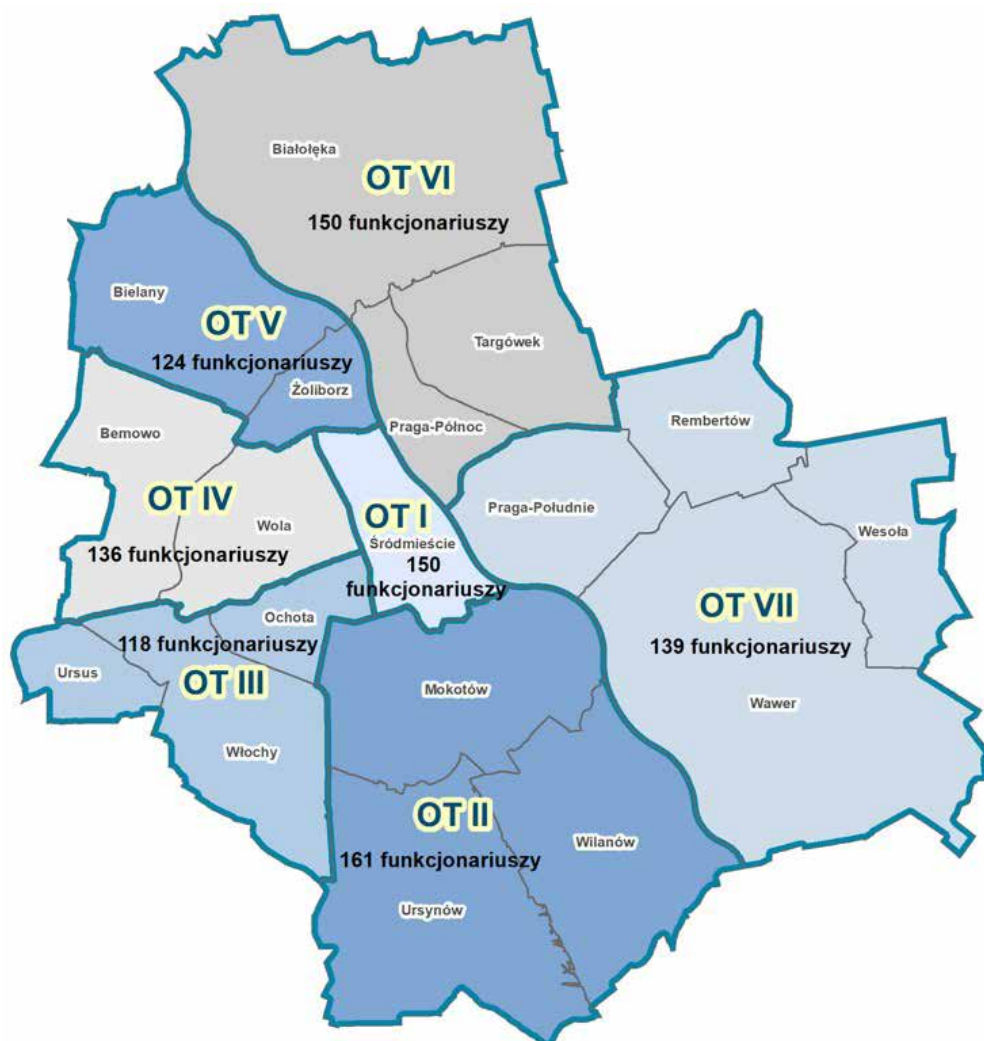 Białołęka
OT VI
150 funkcjonariuszy
Bielany
OT V
124 funkcjonariuszy
Żoliborz
Targówek
Praga-Północ
Rembertów
Bemowo
OT IV
Wola
136 funkcjonariuszy
OT I
Śródmieście
150
funkcjonariuszy
Praga-Południe
Wesoła
OT VII
139 funkcjonariuszy
Wawer
Ochota
118 funkcjonariuszy
Ursus
OT III
Włochy
Mokotów
OT II
161 funkcjonariuszy
Wilanów
Ursynów